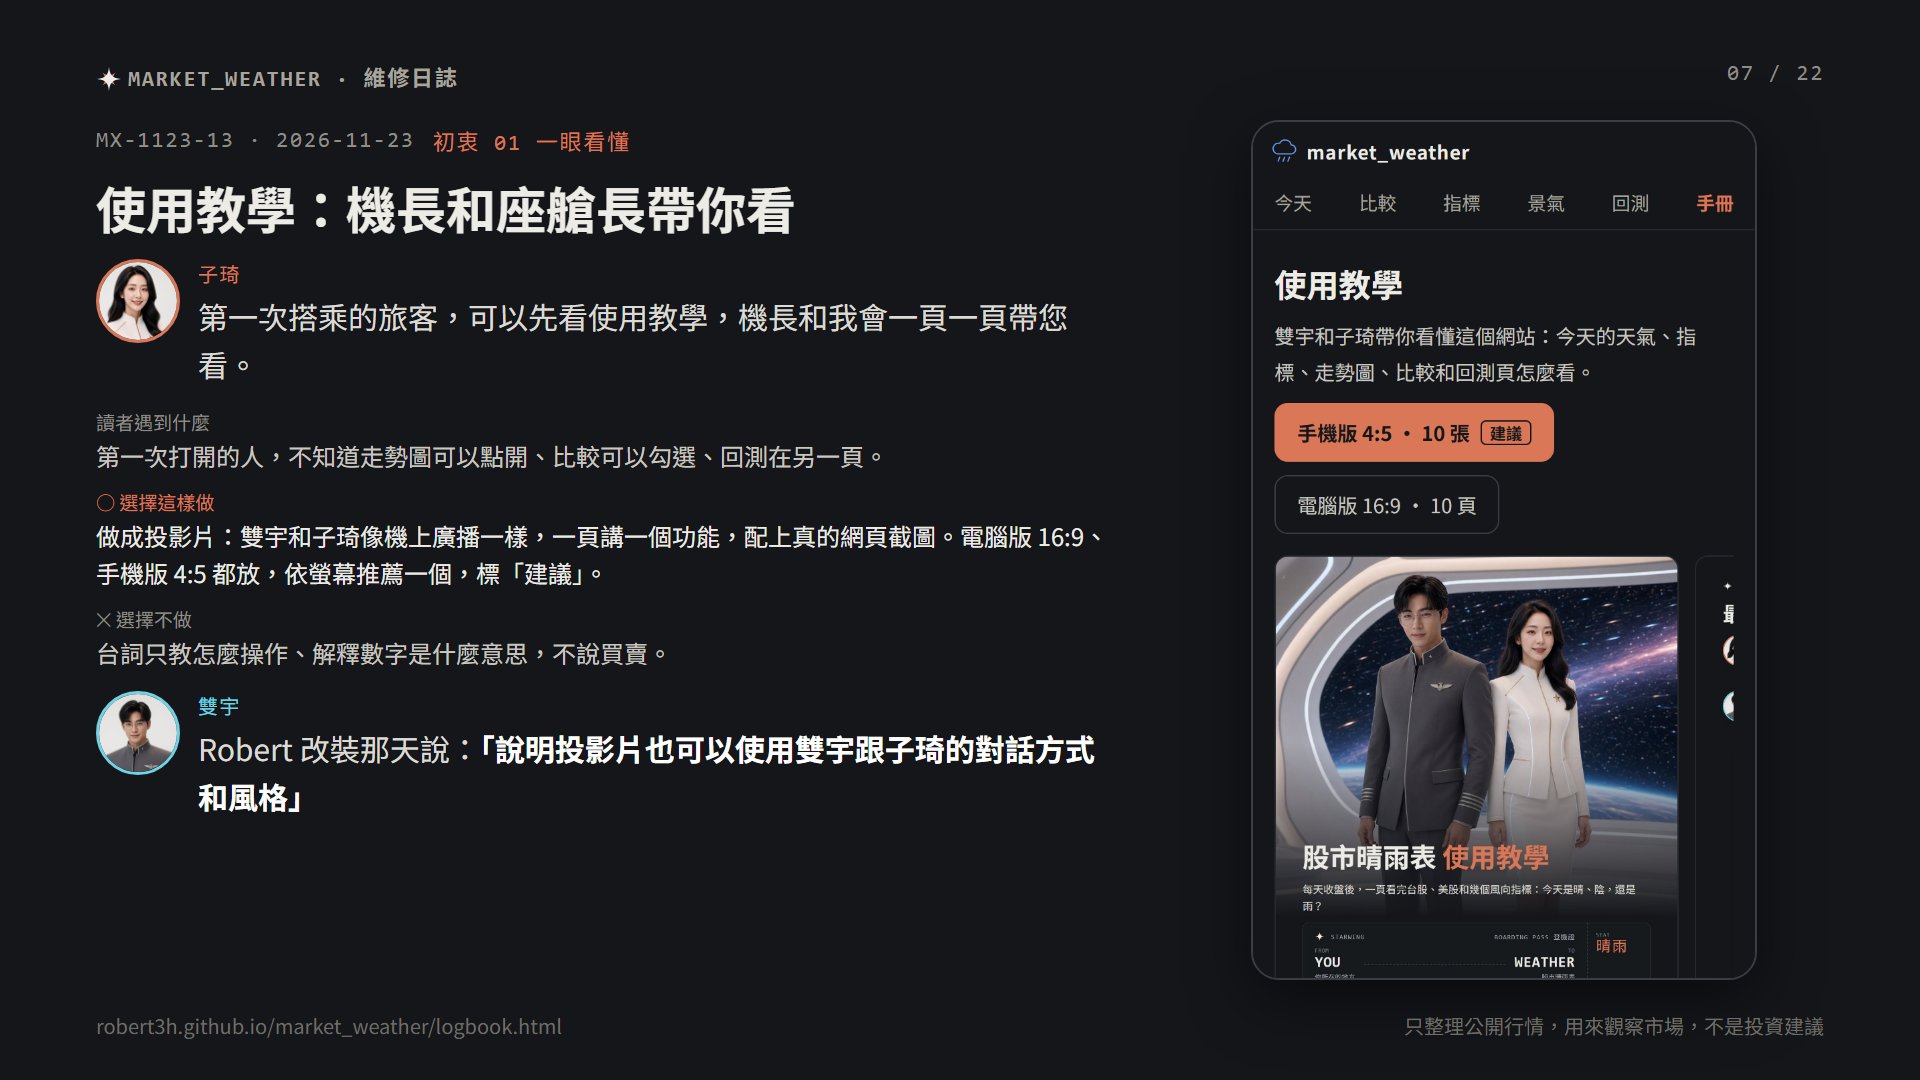 MARKET_WEATHER · 維修日誌
07 / 22
MX-1123-13 · 2026-11-23 初衷 01 一眼看懂
使用教學：機長和座艙長帶你看
子琦
第一次搭乘的旅客，可以先看使用教學，機長和我會一頁一頁帶您
看。
讀者遇到什麼
第一次打開的人，不知道走勢圖可以點開、比較可以勾選、回測在另一頁。
○ 選擇這樣做
做成投影片：雙宇和子琦像機上廣播一樣，一頁講一個功能，配上真的網頁截圖。電腦版 16:9、
手機版 4:5 都放，依螢幕推薦一個，標「建議」。
× 選擇不做
台詞只教怎麼操作、解釋數字是什麼意思，不說買賣。
雙宇
Robert 改裝那天說：「說明投影片也可以使用雙宇跟子琦的對話方式
和風格」
market_weather
今天 比較 指標 景氣 回測 手冊
使用教學
雙宇和子琦帶你看懂這個網站：今天的天氣、指
標、走勢圖、比較和回測頁怎麼看。
手機版 4:5 · 10 張 建議
電腦版 16:9 · 10 頁
股市晴雨表 使用教學
每天收盤後，一頁看完台股、美股和幾個風向指標：今天是晴、陰，還是
雨？
STARWING
BOARDING PASS 登機證
SEAT
FROM
TO
晴雨
YOU
WEATHER
robert3h.github.io/market_weather/logbook.html
只整理公開行情，用來觀察市場，不是投資建議